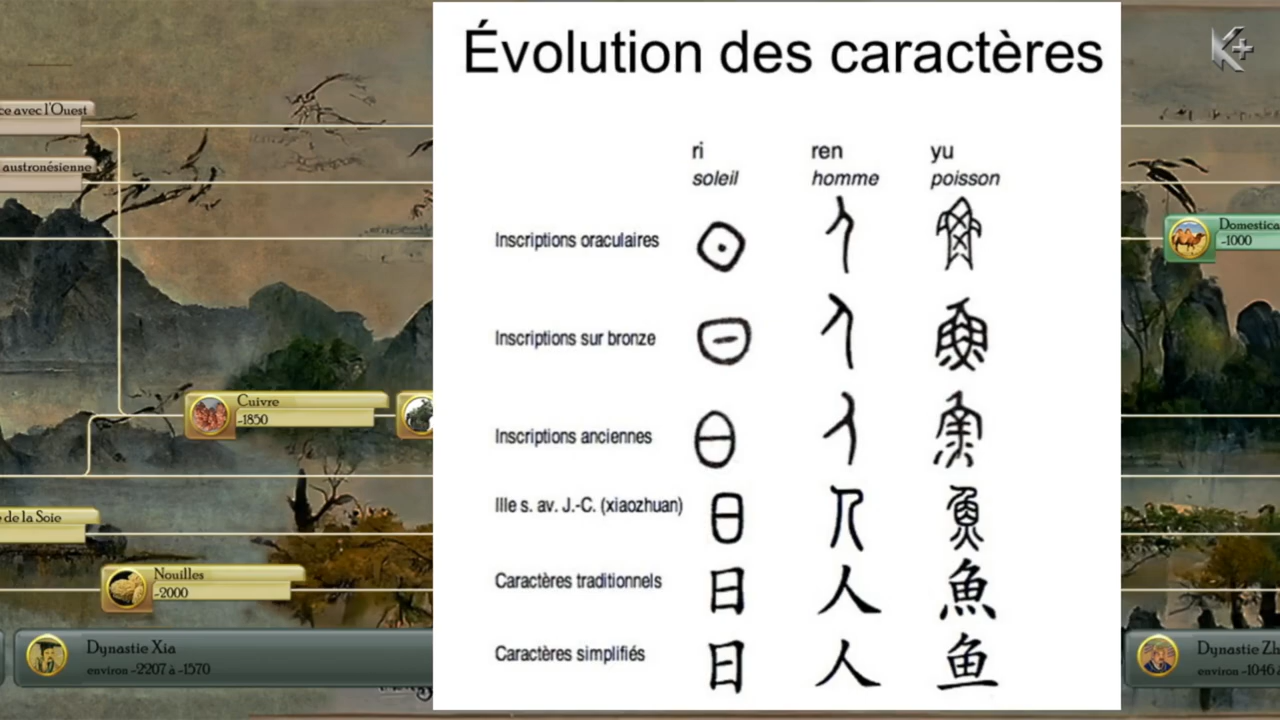 Évolution des caractères
ri ren yu
soleil homme poisson
Inscriptions oraculaires
Inscriptions sur bronze
Inscriptions anciennes
IIIe s. av. J.-C. (xiaozhuan)
Caractères traditionnels 日 人 魚
Caractères simplifiés 日 人 鱼
ce avec l'Ouest
austronésienne
Cuivre
-1850
de la Soie
Nouilles
-2000
Dynastie Xia
environ -2207 à -1570
K+
Domestica
-1000
Dynastie Zh
environ -1046 à